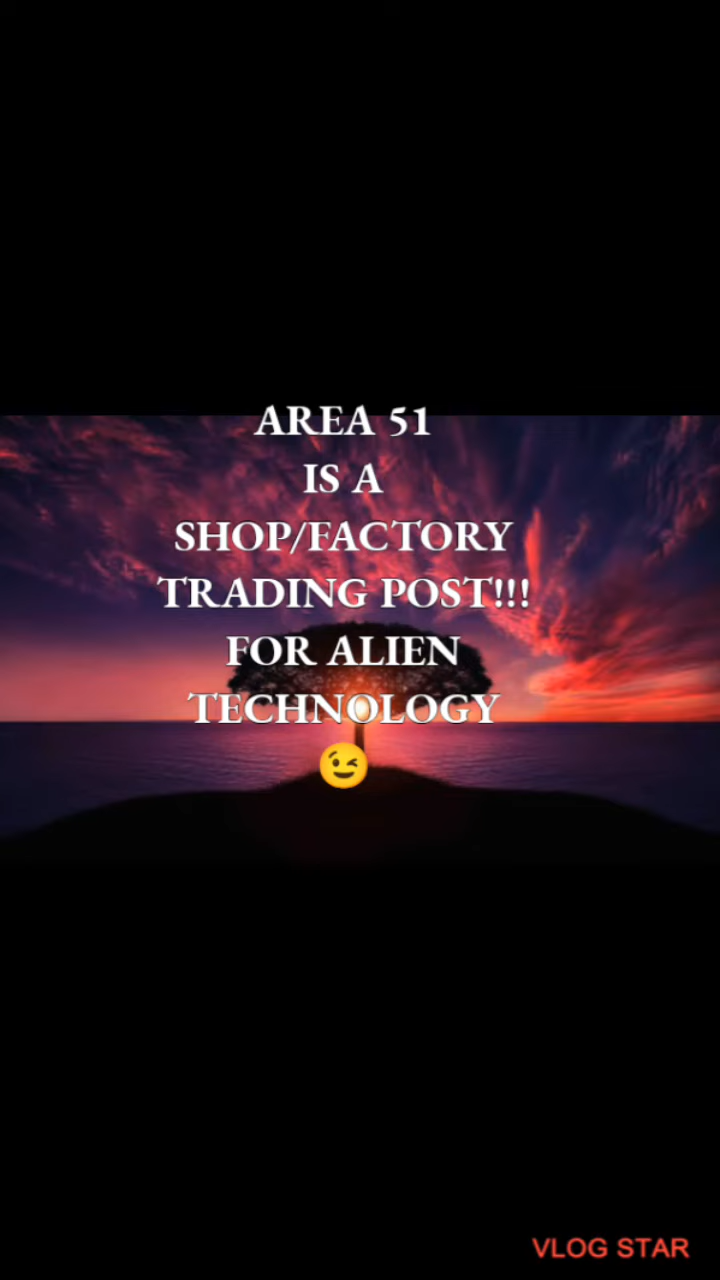 AREA 51
IS A
SHOP/FACTORY
TRADING POST!!!
FOR ALIEN
TECHNOLOGY
😉
VLOG STAR